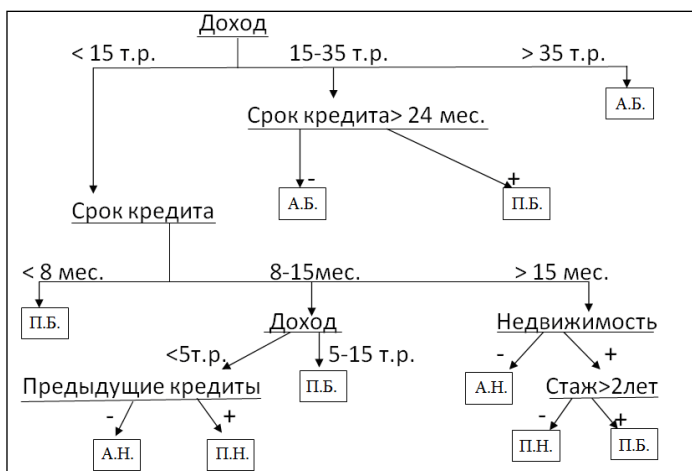 Доход
< 15 т.р. 15-35 т.р. > 35 т.р.
А.Б.
Срок кредита> 24 мес.
- +
А.Б. П.Б.
Срок кредита
< 8 мес. 8-15мес. > 15 мес.
П.Б.
Доход Недвижимость
<5т.р. 5-15 т.р. - +
Предыдущие кредиты П.Б. А.Н. Стаж>2лет
- + - +
А.Н. П.Н. П.Н. П.Б.